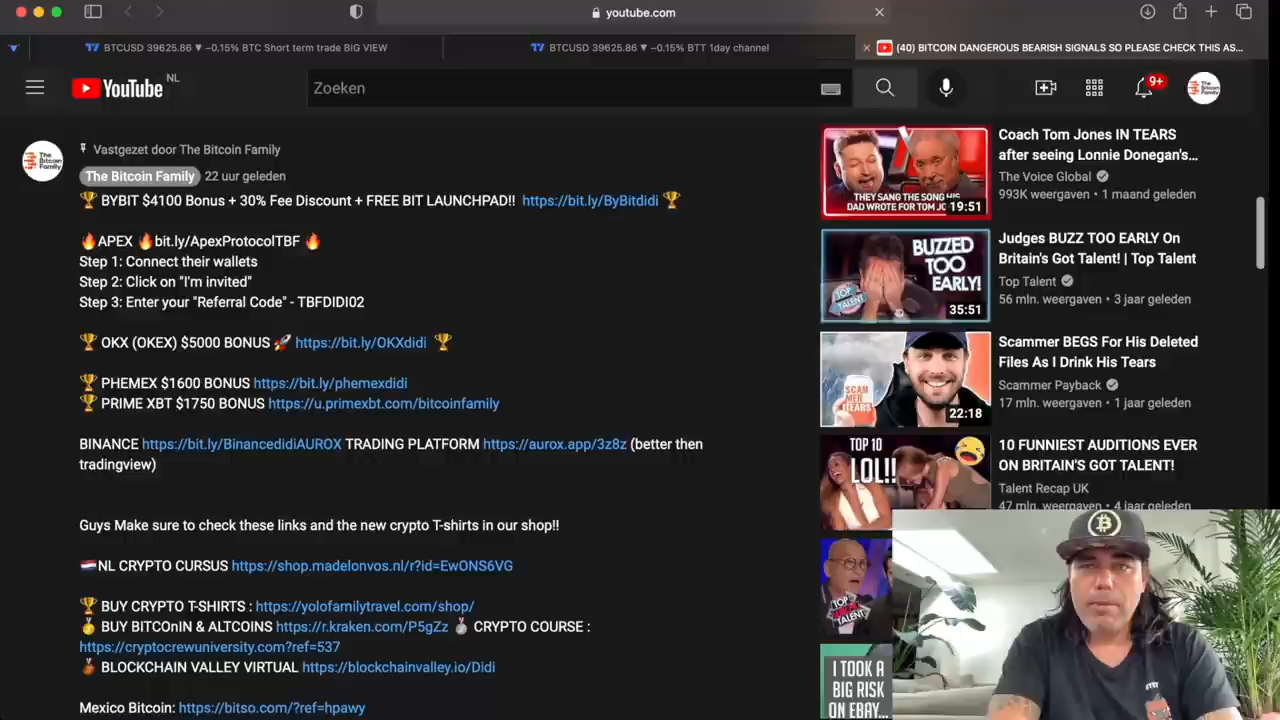 youtube.com
BTCUSD 39625.86 ▼ −0.15% BTC Short term trade BIG VIEW
BTCUSD 39625.86 ▼ −0.15% BTT 1day channel
(40) BITCOIN DANGEROUS BEARISH SIGNALS SO PLEASE CHECK THIS AS...
YouTube NL
Zoeken
9+
The Bitcoin Family
Vastgezet door The Bitcoin Family
The Bitcoin Family 22 uur geleden
🏆 BYBIT $4100 Bonus + 30% Fee Discount + FREE BIT LAUNCHPAD!! https://bit.ly/ByBitdidi 🏆
🔥APEX 🔥bit.ly/ApexProtocolTBF 🔥
Step 1: Connect their wallets
Step 2: Click on "I'm invited"
Step 3: Enter your "Referral Code" - TBFDIDI02
🏆 OKX (OKEX) $5000 BONUS 🚀 https://bit.ly/OKXdidi 🏆
🏆 PHEMEX $1600 BONUS https://bit.ly/phemexdidi
🏆 PRIME XBT $1750 BONUS https://u.primexbt.com/bitcoinfamily
BINANCE https://bit.ly/BinancedidiAUROX TRADING PLATFORM https://aurox.app/3z8z (better then
tradingview)
Guys Make sure to check these links and the new crypto T-shirts in our shop!!
🇳🇱NL CRYPTO CURSUS https://shop.madelonvos.nl/r?id=EwONS6VG
🏆 BUY CRYPTO T-SHIRTS : https://yolofamilytravel.com/shop/
🥇 BUY BITCOnIN & ALTCOINS https://r.kraken.com/P5gZz 🥈 CRYPTO COURSE :
https://cryptocrewuniversity.com?ref=537
🥉 BLOCKCHAIN VALLEY VIRTUAL https://blockchainvalley.io/Didi
Mexico Bitcoin: https://bitso.com/?ref=hpawy
THEY SANG THE SONG HIS
DAD WROTE FOR TOM JO
19:51
Coach Tom Jones IN TEARS
after seeing Lonnie Donegan's...
The Voice Global
993K weergaven • 1 maand geleden
BUZZED
TOO
EARLY!
TOP
TALENT
35:51
Judges BUZZ TOO EARLY On
Britain's Got Talent! | Top Talent
Top Talent
56 mln. weergaven • 3 jaar geleden
SCAM
MER
TEARS
22:18
Scammer BEGS For His Deleted
Files As I Drink His Tears
Scammer Payback
17 mln. weergaven • 1 jaar geleden
TOP 10
LOL!!
10 FUNNIEST AUDITIONS EVER
ON BRITAIN'S GOT TALENT!
Talent Recap UK
47 mln. weergaven • 4 jaar geleden
TOP
TALENT
I TOOK A
BIG RISK
ON EBAY...